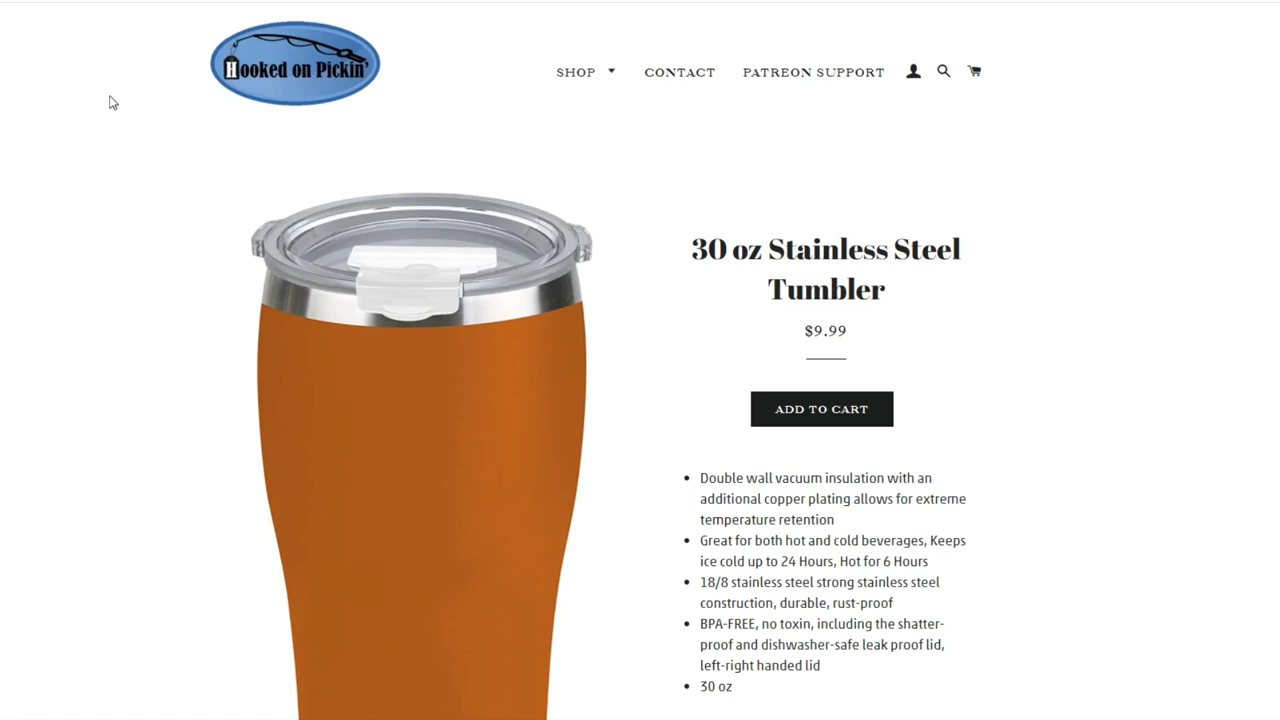 Hooked on Pickin'
SHOP
CONTACT
PATREON SUPPORT
30 oz Stainless Steel
Tumbler
$9.99
ADD TO CART
Double wall vacuum insulation with an
additional copper plating allows for extreme
temperature retention
Great for both hot and cold beverages, Keeps
ice cold up to 24 Hours, Hot for 6 Hours
18/8 stainless steel strong stainless steel
construction, durable, rust-proof
BPA-FREE, no toxin, including the shatter-
proof and dishwasher-safe leak proof lid,
left-right handed lid
30 oz